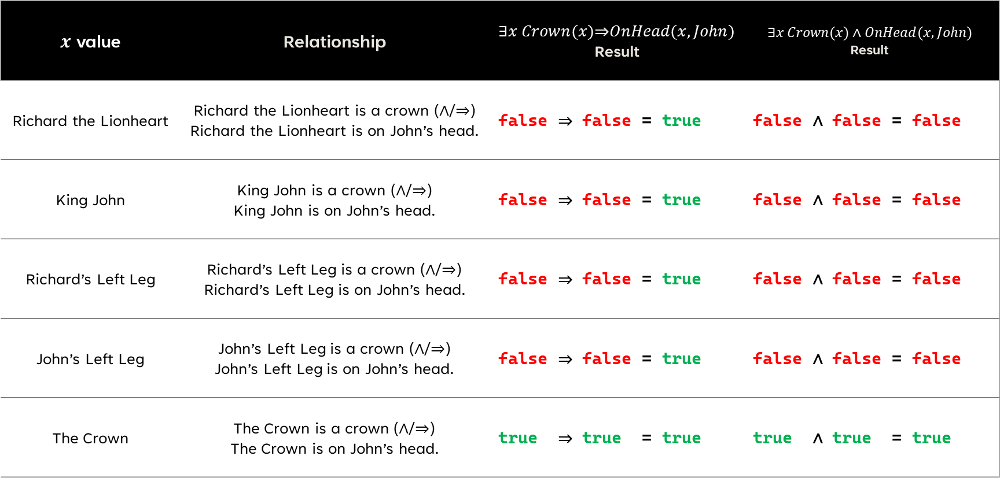 x value
Relationship
∃x Crown(x)⇒OnHead(x,John)
Result
∃x Crown(x) ∧ OnHead(x,John)
Result
Richard the Lionheart
Richard the Lionheart is a crown (∧/⇒)
Richard the Lionheart is on John’s head.
false ⇒ false = true
false ∧ false = false
King John
King John is a crown (∧/⇒)
King John is on John’s head.
false ⇒ false = true
false ∧ false = false
Richard’s Left Leg
Richard’s Left Leg is a crown (∧/⇒)
Richard’s Left Leg is on John’s head.
false ⇒ false = true
false ∧ false = false
John’s Left Leg
John’s Left Leg is a crown (∧/⇒)
John’s Left Leg is on John’s head.
false ⇒ false = true
false ∧ false = false
The Crown
The Crown is a crown (∧/⇒)
The Crown is on John’s head.
true ⇒ true = true
true ∧ true = true